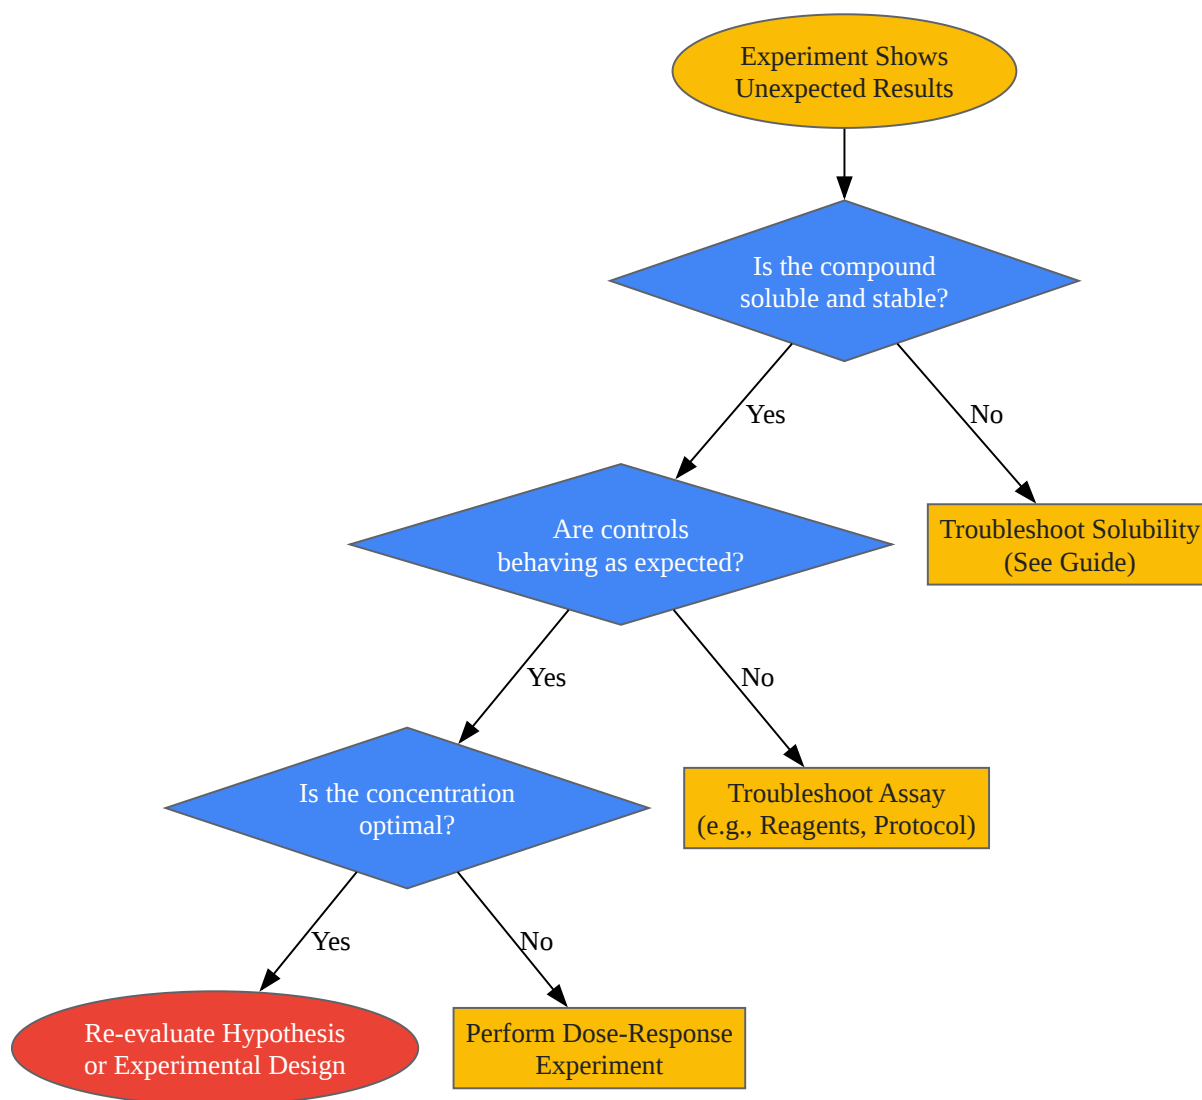 Experiment Shows
Unexpected Results
Is the compound
soluble and stable?
Yes
No
Are controls
behaving as expected?
Troubleshoot Solubility
(See Guide)
Yes
No
Is the concentration
optimal?
Troubleshoot Assay
(e.g., Reagents, Protocol)
Yes
No
Re-evaluate Hypothesis
or Experimental Design
Perform Dose-Response
Experiment